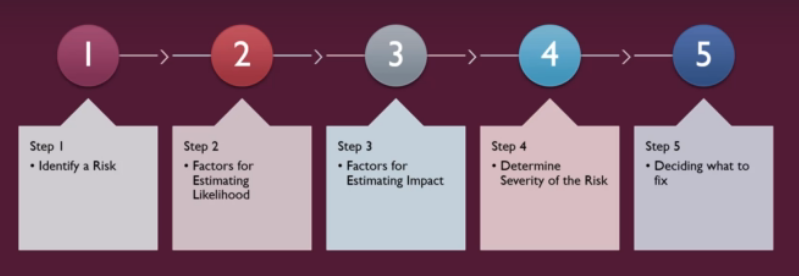 1
2
3
4
5
Step 1
• Identify a Risk
Step 2
• Factors for
Estimating
Likelihood
Step 3
• Factors for
Estimating Impact
Step 4
• Determine
Severity of the Risk
Step 5
• Deciding what to
fix